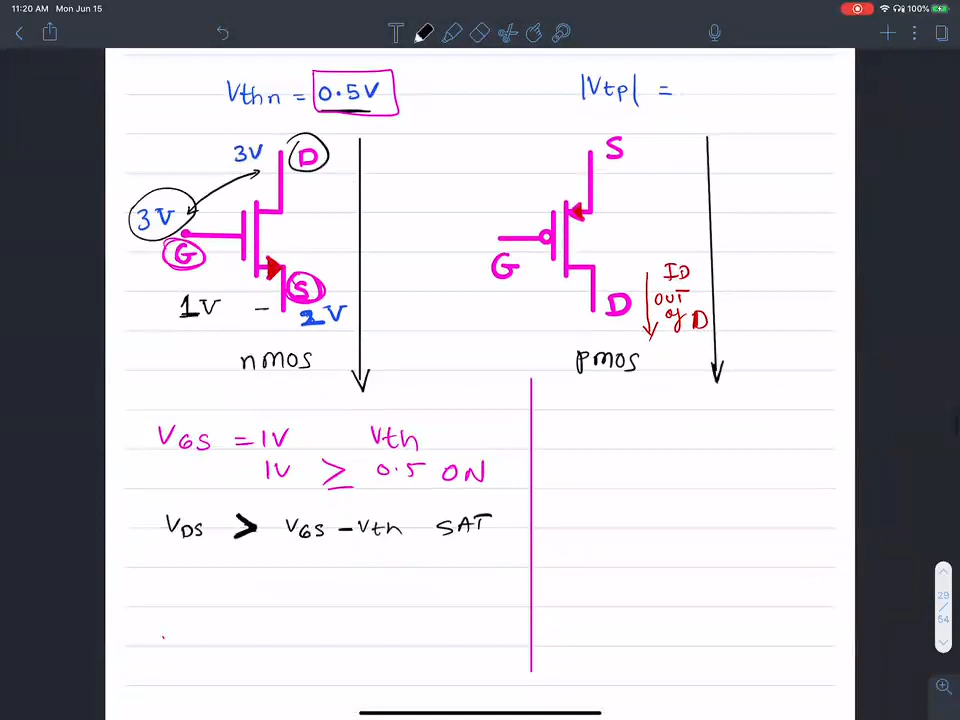 11:20 AM Mon Jun 15
100%
T
Vthn = 0.5V
|Vtp| =
3V D
S
3V
G
G
ID
OUT
of D
S
D
1V – 2V
nmos
pmos
VGS = 1V Vth
1V ≥ 0.5 ON
VDS > VGS – Vth SAT
29
/
54